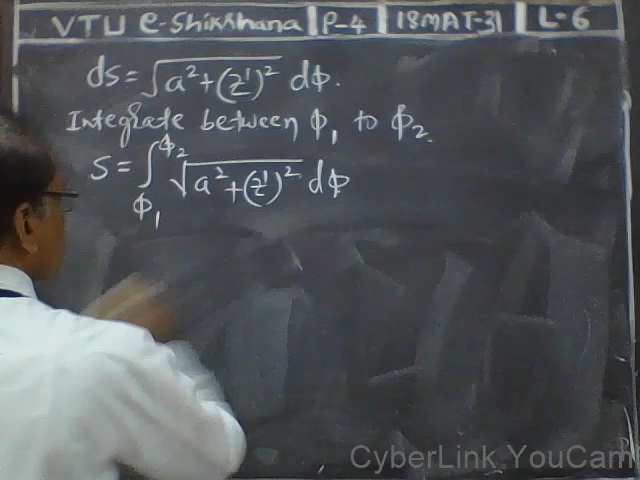 VTU e-Shikshana | P-4 | 18MAT-31 | L-6
ds = √a² + (z')² dϕ.
Integrate between ϕ₁ to ϕ₂.
s = ∫ϕ₁^ϕ₂ √a² + (z')² dϕ
CyberLink YouCam